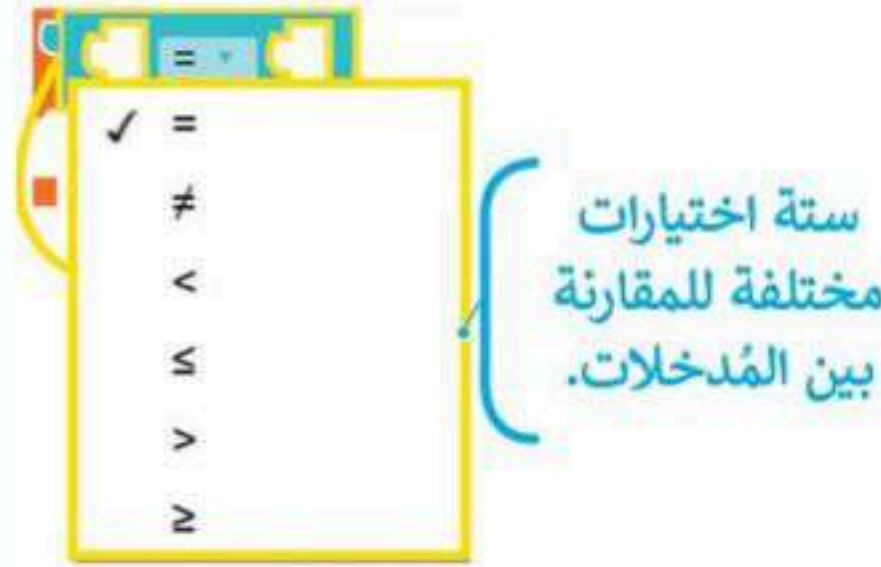 = ▾
✓ =
≠
<
≤
>
≥
ستة اختيارات
مختلفة للمقارنة
بين المُدخلات.